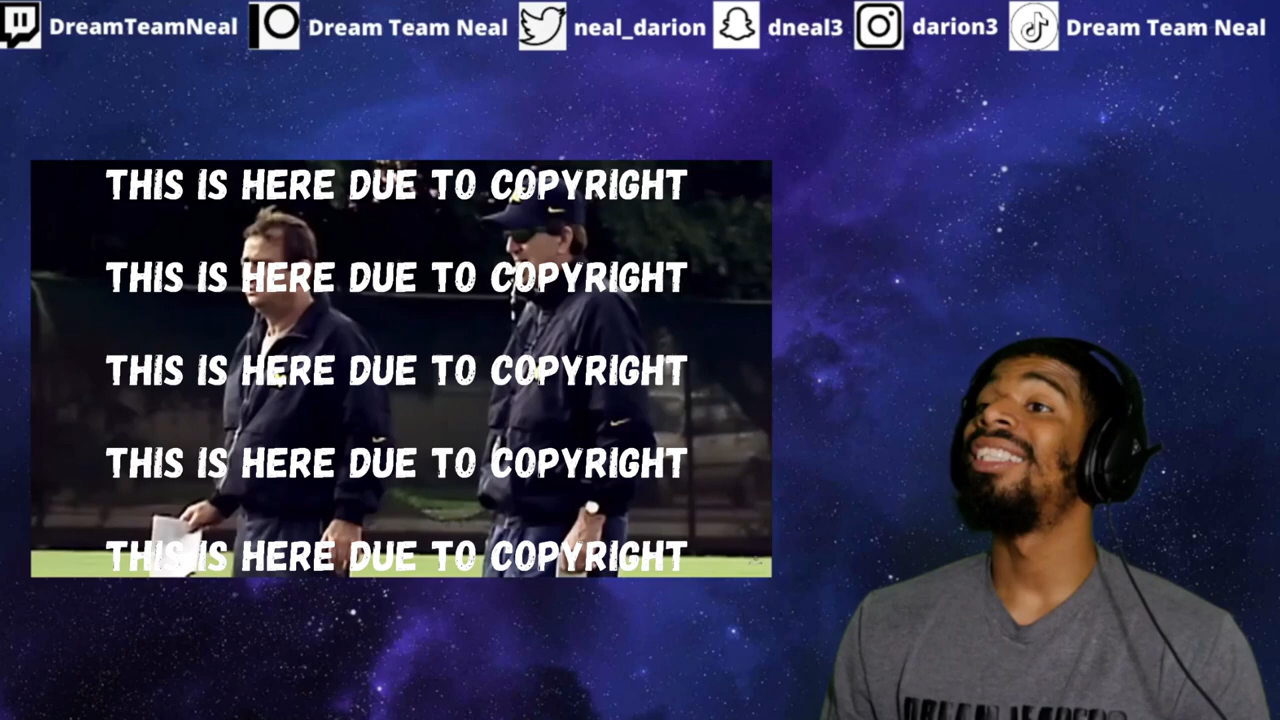 DreamTeamNeal
Dream Team Neal
neal_darion
dneal3
darion3
Dream Team Neal
THIS IS HERE DUE TO COPYRIGHT
THIS IS HERE DUE TO COPYRIGHT
THIS IS HERE DUE TO COPYRIGHT
THIS IS HERE DUE TO COPYRIGHT
THIS IS HERE DUE TO COPYRIGHT